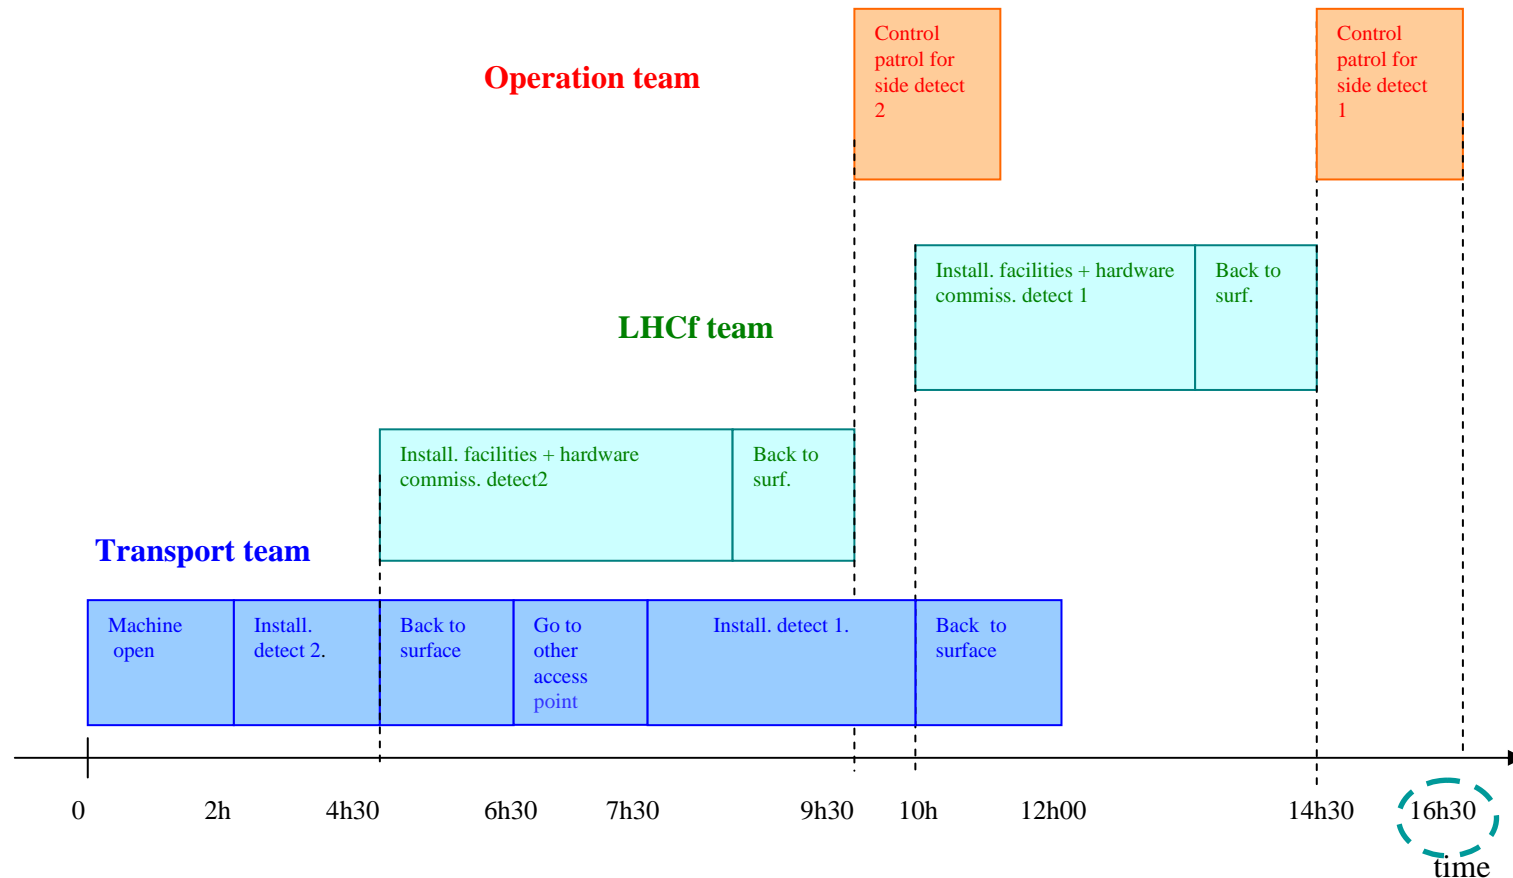 Control
patrol for
side detect
2
Control
patrol for
side detect
1
Operation team
Install. facilities + hardware
commiss. detect 1
Back to
surf.
LHCf team
Install. facilities + hardware
commiss. detect2
Back to
surf.
Transport team
Machine
open
Install.
detect 2.
Back to
surface
Go to
other
access
point
Install. detect 1.
Back to
surface
0 2h 4h30 6h30 7h30 9h30 10h 12h00 14h30 16h30
time